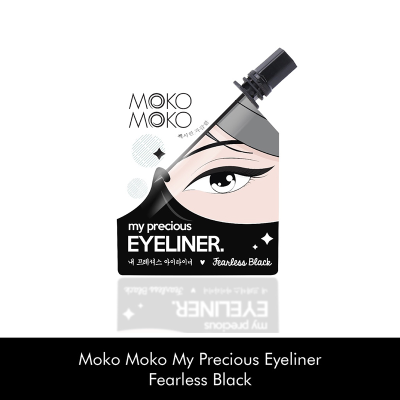 MOKO
MOKO
my precious
EYELINER.
내 프레셔스 아이라이너 ♥ Fearless Black
Moko Moko My Precious Eyeliner
Fearless Black